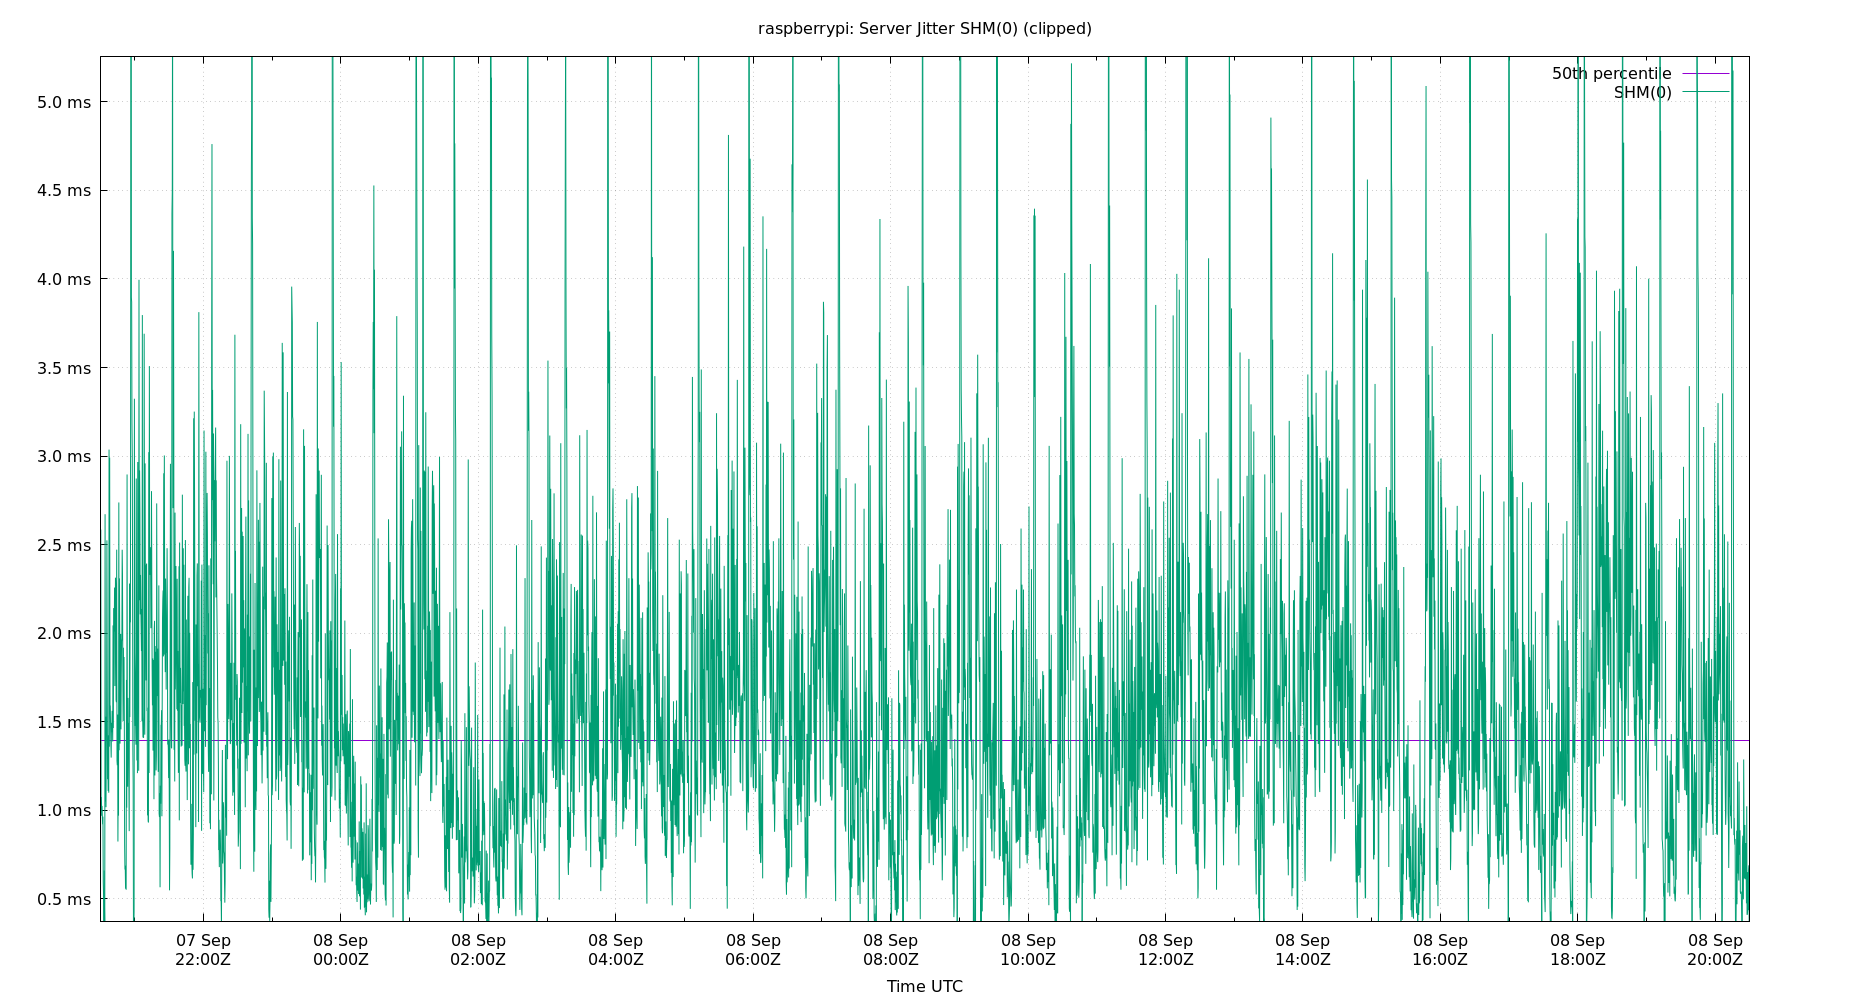 raspberrypi: Server Jitter SHM(0) (clipped)
50th percentile
SHM(0)
5.0 ms
4.5 ms
4.0 ms
3.5 ms
3.0 ms
2.5 ms
2.0 ms
1.5 ms
1.0 ms
0.5 ms
07 Sep 08 Sep 08 Sep 08 Sep 08 Sep 08 Sep 08 Sep 08 Sep 08 Sep 08 Sep 08 Sep 08 Sep
22:00Z 00:00Z 02:00Z 04:00Z 06:00Z 08:00Z 10:00Z 12:00Z 14:00Z 16:00Z 18:00Z 20:00Z
Time UTC